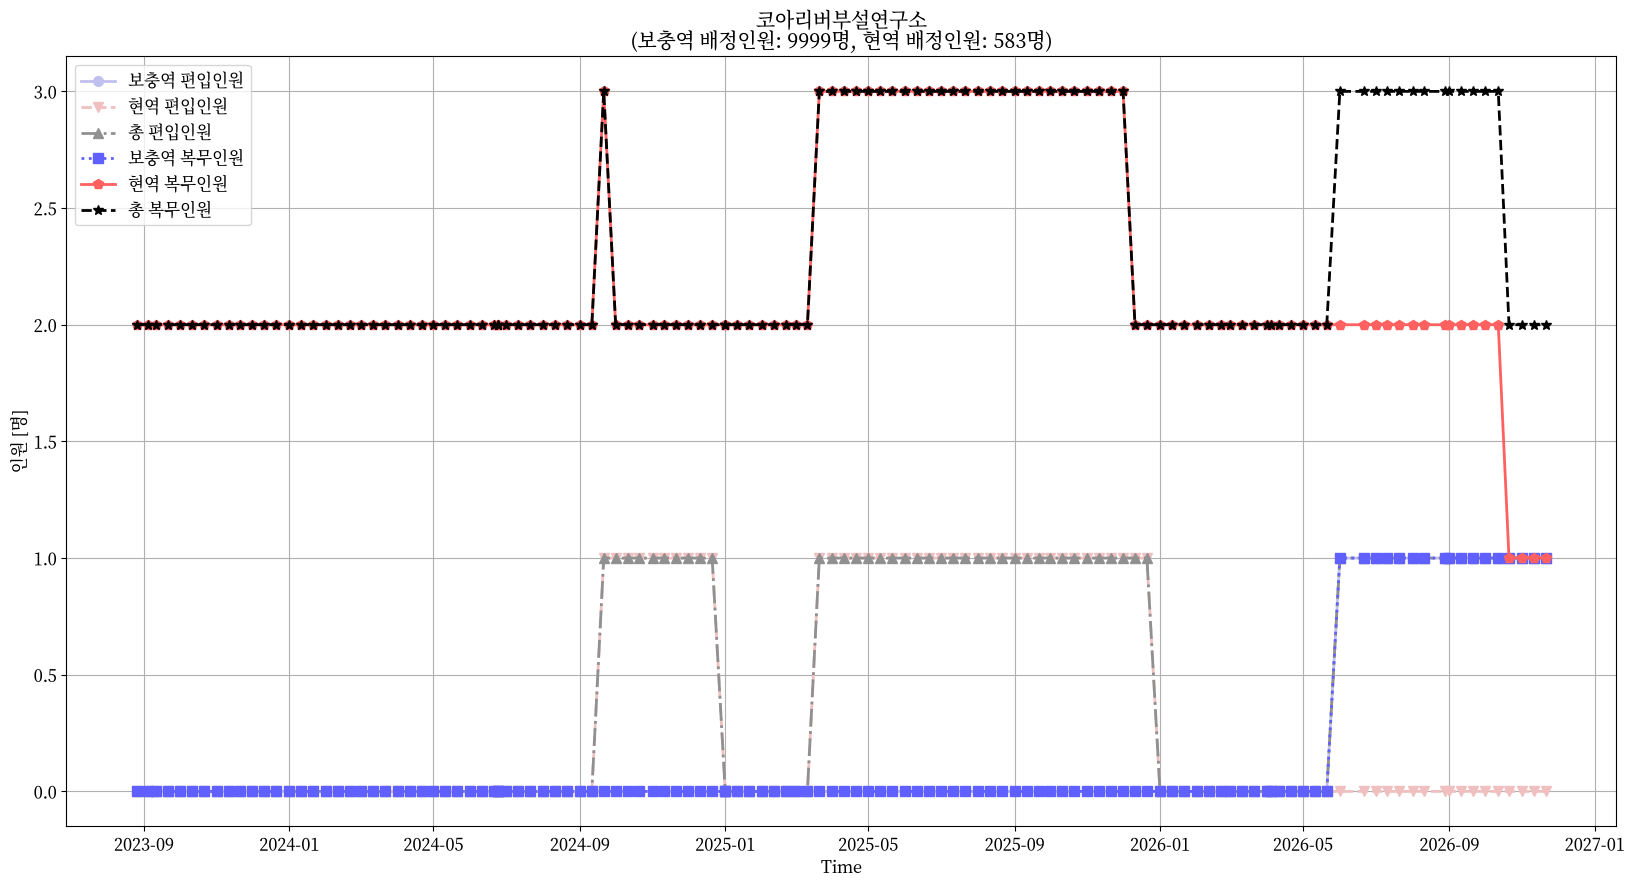 코아리버부설연구소
(보충역 배정인원: 9999명, 현역 배정인원: 583명)
보충역 편입인원
현역 편입인원
총 편입인원
보충역 복무인원
현역 복무인원
총 복무인원
인원 [명]
3.0
2.5
2.0
1.5
1.0
0.5
0.0
2023-09
2024-01
2024-05
2024-09
2025-01
2025-05
2025-09
2026-01
2026-05
2026-09
2027-01
Time